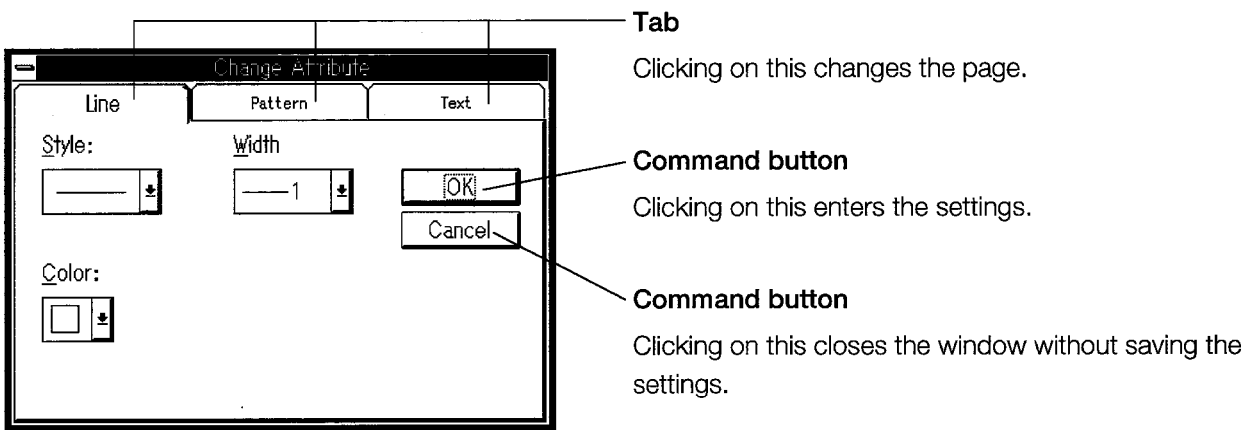 Tab
Clicking on this changes the page.
Change Attribute
Line
Pattern
Text
Style:
Width
1
OK
Cancel
Color:
Command button
Clicking on this enters the settings.
Command button
Clicking on this closes the window without saving the
settings.